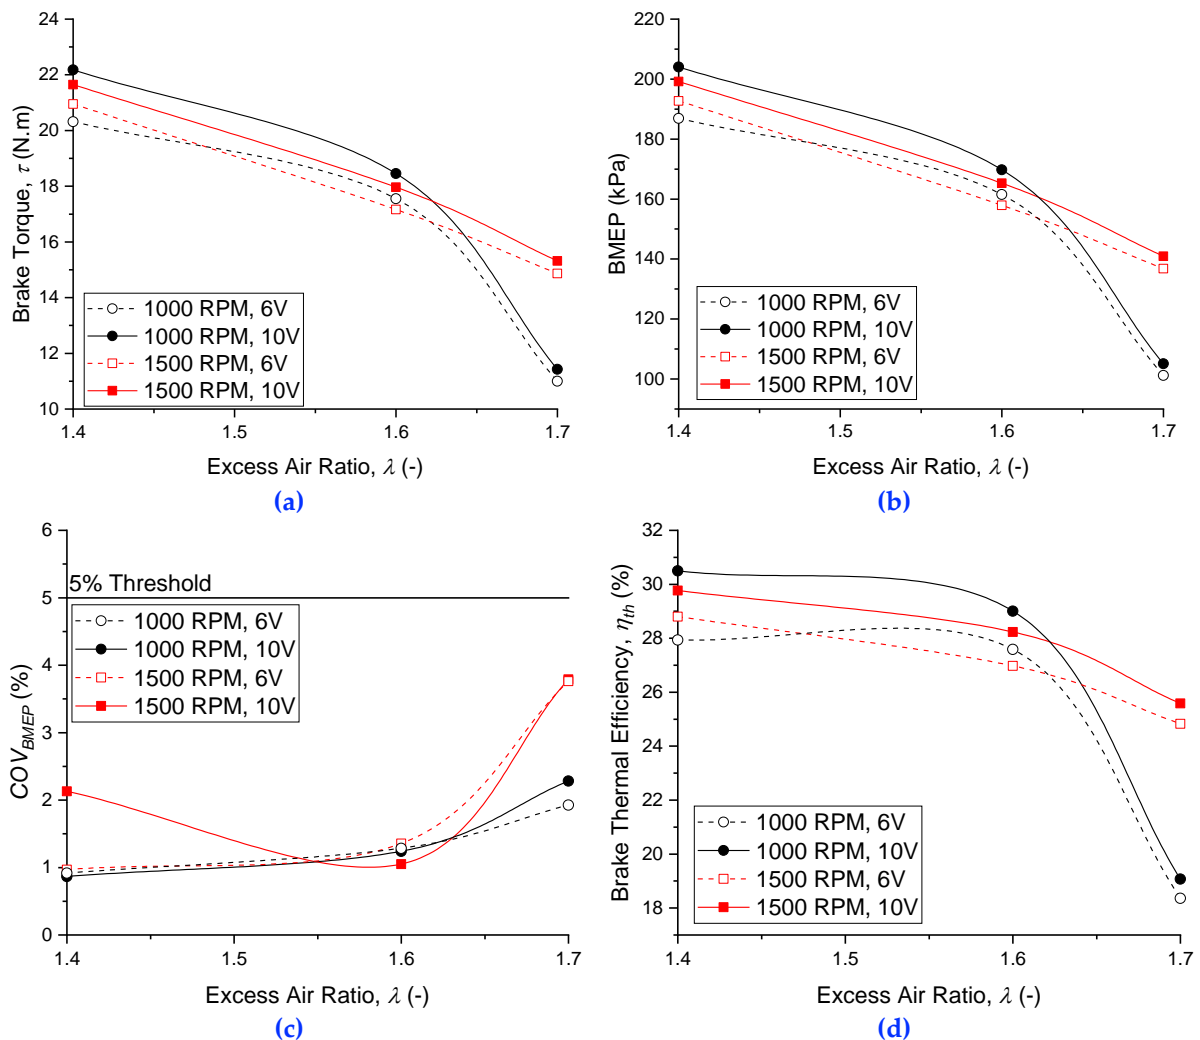 24
22
20
18
16
14
12
10
Brake Torque, τ (N.m)
1000 RPM, 6V
1000 RPM, 10V
1500 RPM, 6V
1500 RPM, 10V
1.4 1.5 1.6 1.7
Excess Air Ratio, λ (-)
(a)
220
200
180
160
140
120
100
BMEP (kPa)
1000 RPM, 6V
1000 RPM, 10V
1500 RPM, 6V
1500 RPM, 10V
1.4 1.5 1.6 1.7
Excess Air Ratio, λ (-)
(b)
6
5
4
3
2
1
0
COV_BMEP (%)
5% Threshold
1000 RPM, 6V
1000 RPM, 10V
1500 RPM, 6V
1500 RPM, 10V
1.4 1.5 1.6 1.7
Excess Air Ratio, λ (-)
(c)
32
30
28
26
24
22
20
18
Brake Thermal Efficiency, η_th (%)
1000 RPM, 6V
1000 RPM, 10V
1500 RPM, 6V
1500 RPM, 10V
1.4 1.5 1.6 1.7
Excess Air Ratio, λ (-)
(d)